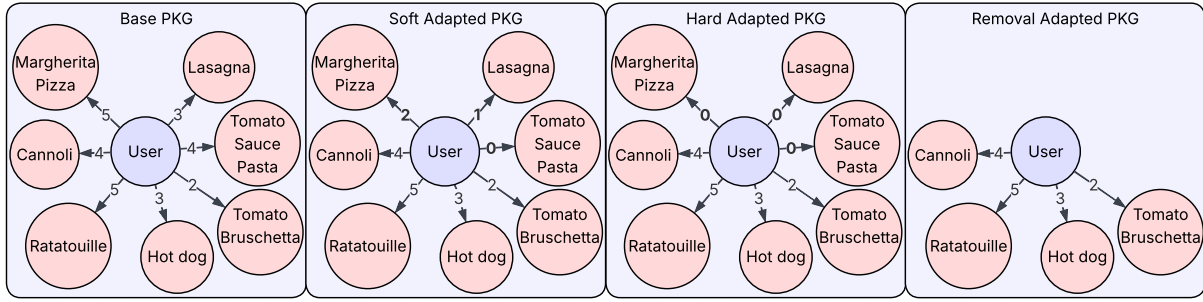 Base PKG
Margherita
Pizza
Lasagna
5
3
Tomato
Sauce
Pasta
Cannoli
4
User
4
5
3
2
Ratatouille
Hot dog
Tomato
Bruschetta
Soft Adapted PKG
Margherita
Pizza
Lasagna
2
1
Tomato
Sauce
Pasta
Cannoli
4
User
0
5
3
2
Ratatouille
Hot dog
Tomato
Bruschetta
Hard Adapted PKG
Margherita
Pizza
Lasagna
0
0
Tomato
Sauce
Pasta
Cannoli
4
User
0
5
3
2
Ratatouille
Hot dog
Tomato
Bruschetta
Removal Adapted PKG
Cannoli
4
User
5
3
2
Ratatouille
Hot dog
Tomato
Bruschetta